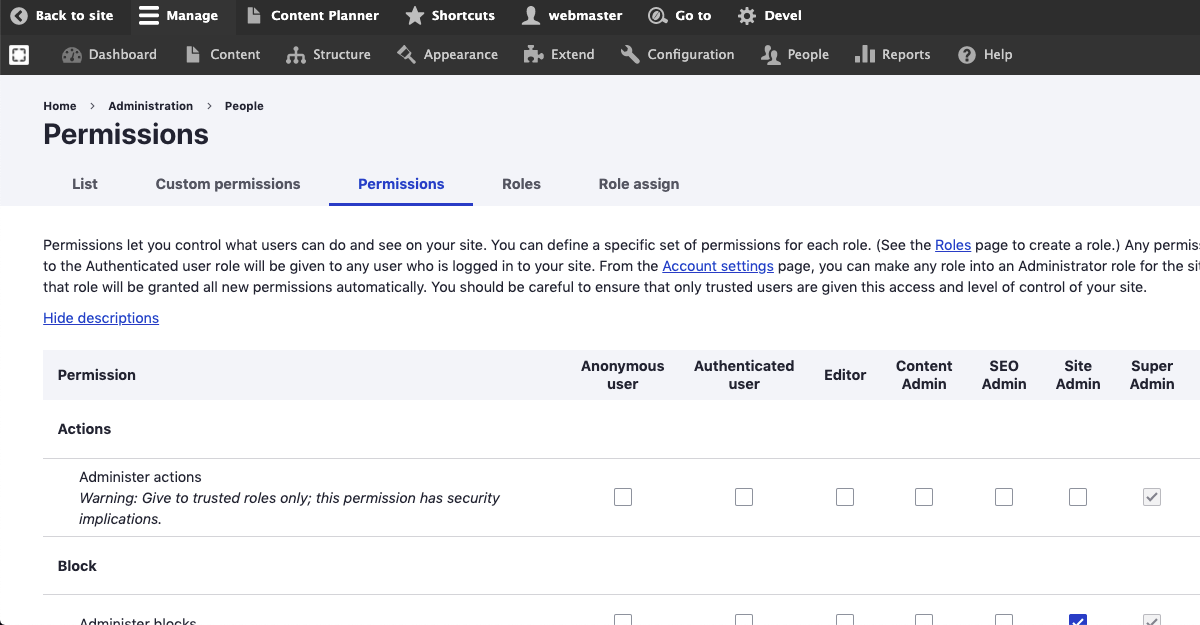 Back to site Manage Content Planner Shortcuts webmaster Go to Devel
Dashboard Content Structure Appearance Extend Configuration People Reports Help
Home › Administration › People
Permissions
List Custom permissions Permissions Roles Role assign
Permissions let you control what users can do and see on your site. You can define a specific set of permissions for each role. (See the Roles page to create a role.) Any
to the Authenticated user role will be given to any user who is logged in to your site. From the Account settings page, you can make any role into an Administrator role for the
that role will be granted all new permissions automatically. You should be careful to ensure that only trusted users are given this access and level of control of your site.
Hide descriptions
Permission Anonymous user Authenticated user Editor Content Admin SEO Admin Site Admin Super Admin
Actions
Administer actions
Warning: Give to trusted roles only; this permission has security
implications.
Block
Administer blocks